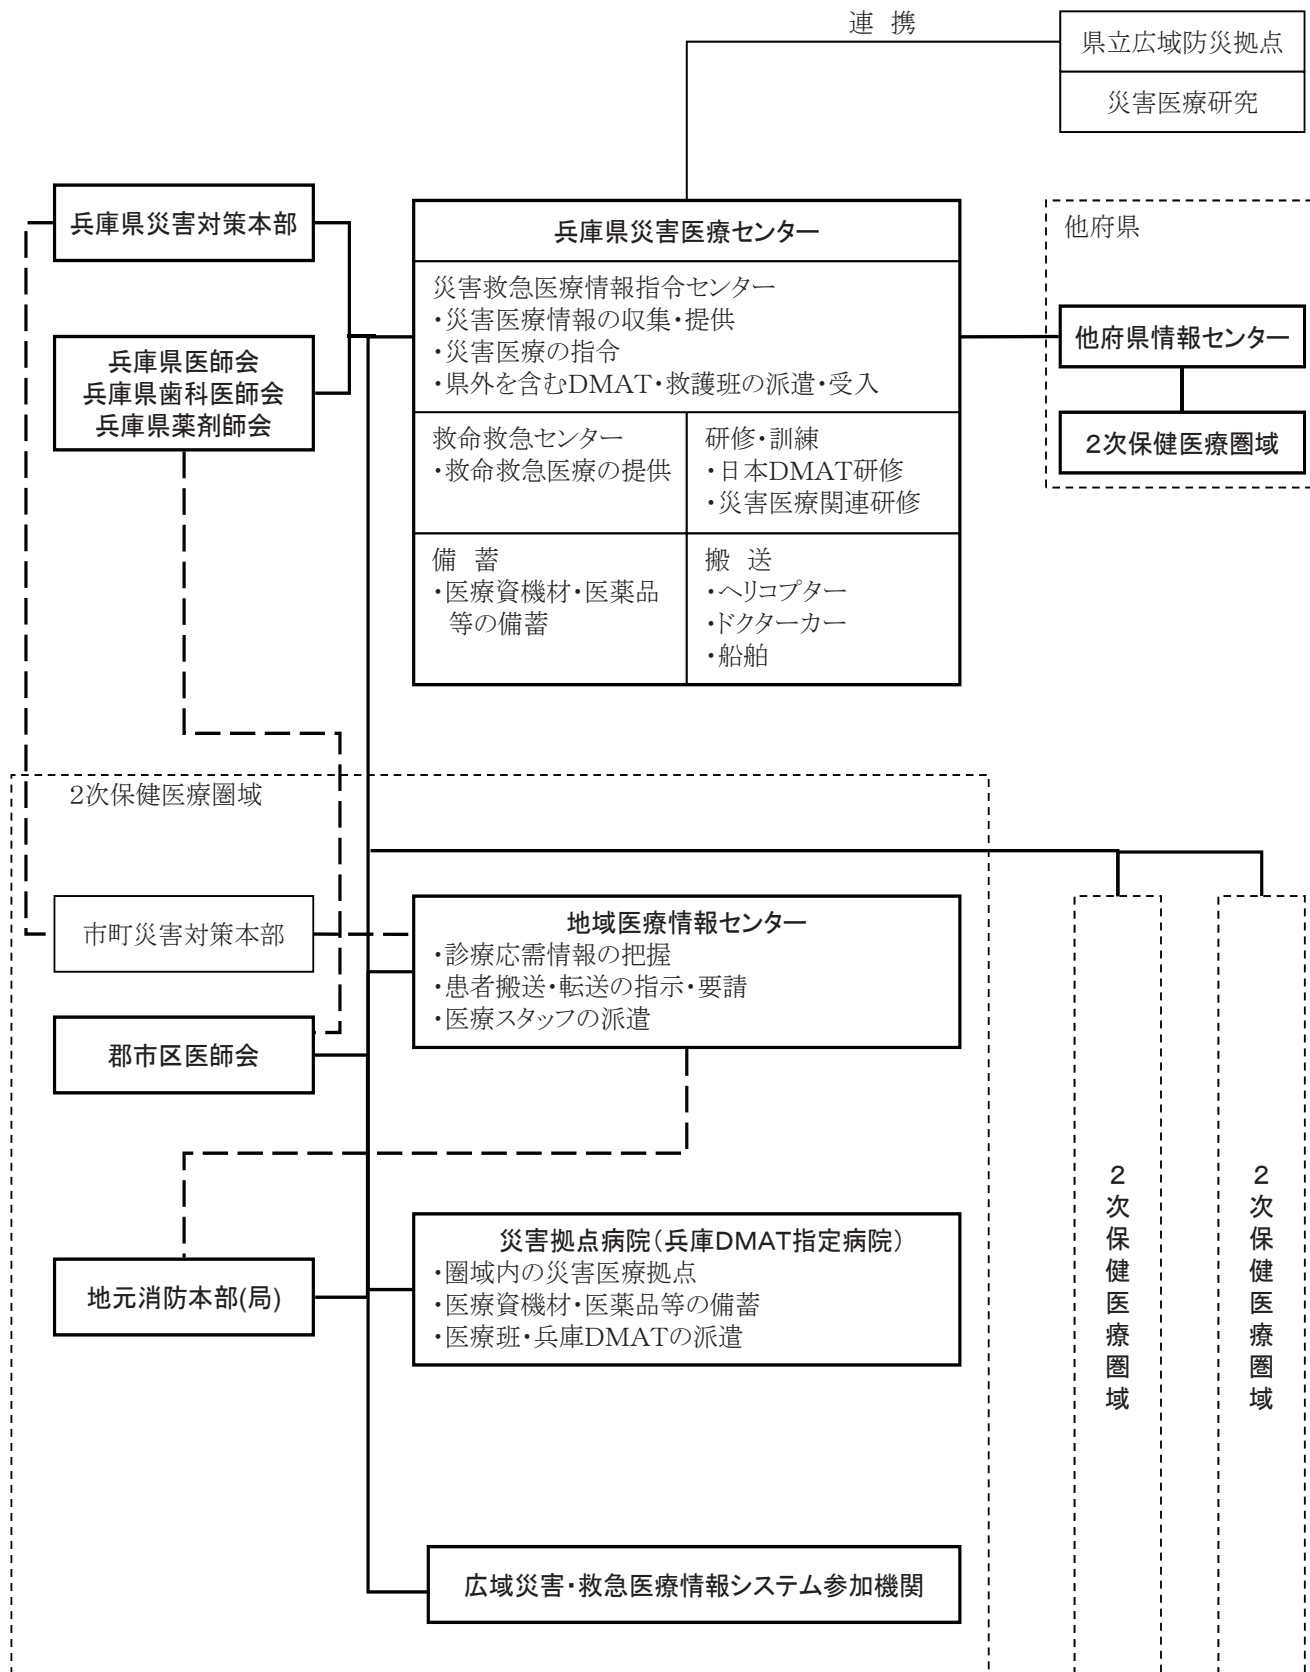 連 携
県立広域防災拠点
災害医療研究
兵庫県災害対策本部
兵庫県医師会
兵庫県歯科医師会
兵庫県薬剤師会
兵庫県災害医療センター
災害救急医療情報指令センター
・災害医療情報の収集・提供
・災害医療の指令
・県外を含むDMAT・救護班の派遣・受入
救命救急センター
・救命救急医療の提供
研修・訓練
・日本DMAT研修
・災害医療関連研修
備 蓄
・医療資機材・医薬品
等の備蓄
搬 送
・ヘリコプター
・ドクターカー
・船舶
他府県
他府県情報センター
2次保健医療圏域
2次保健医療圏域
市町災害対策本部
郡市区医師会
地元消防本部(局)
地域医療情報センター
・診療応需情報の把握
・患者搬送・転送の指示・要請
・医療スタッフの派遣
災害拠点病院(兵庫DMAT指定病院)
・圏域内の災害医療拠点
・医療資機材・医薬品等の備蓄
・医療班・兵庫DMATの派遣
広域災害・救急医療情報システム参加機関
2次保健医療圏域
2次保健医療圏域